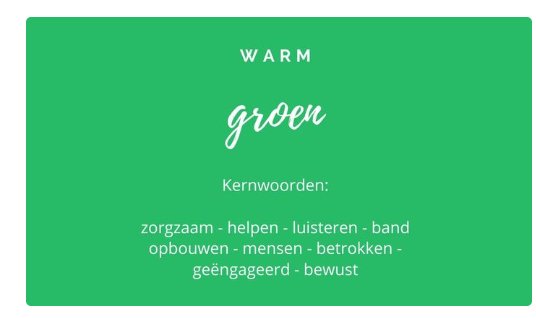 WARM
groen
Kernwoorden:
zorgzaam - helpen - luisteren - band
opbouwen - mensen - betrokken -
geëngageerd - bewust